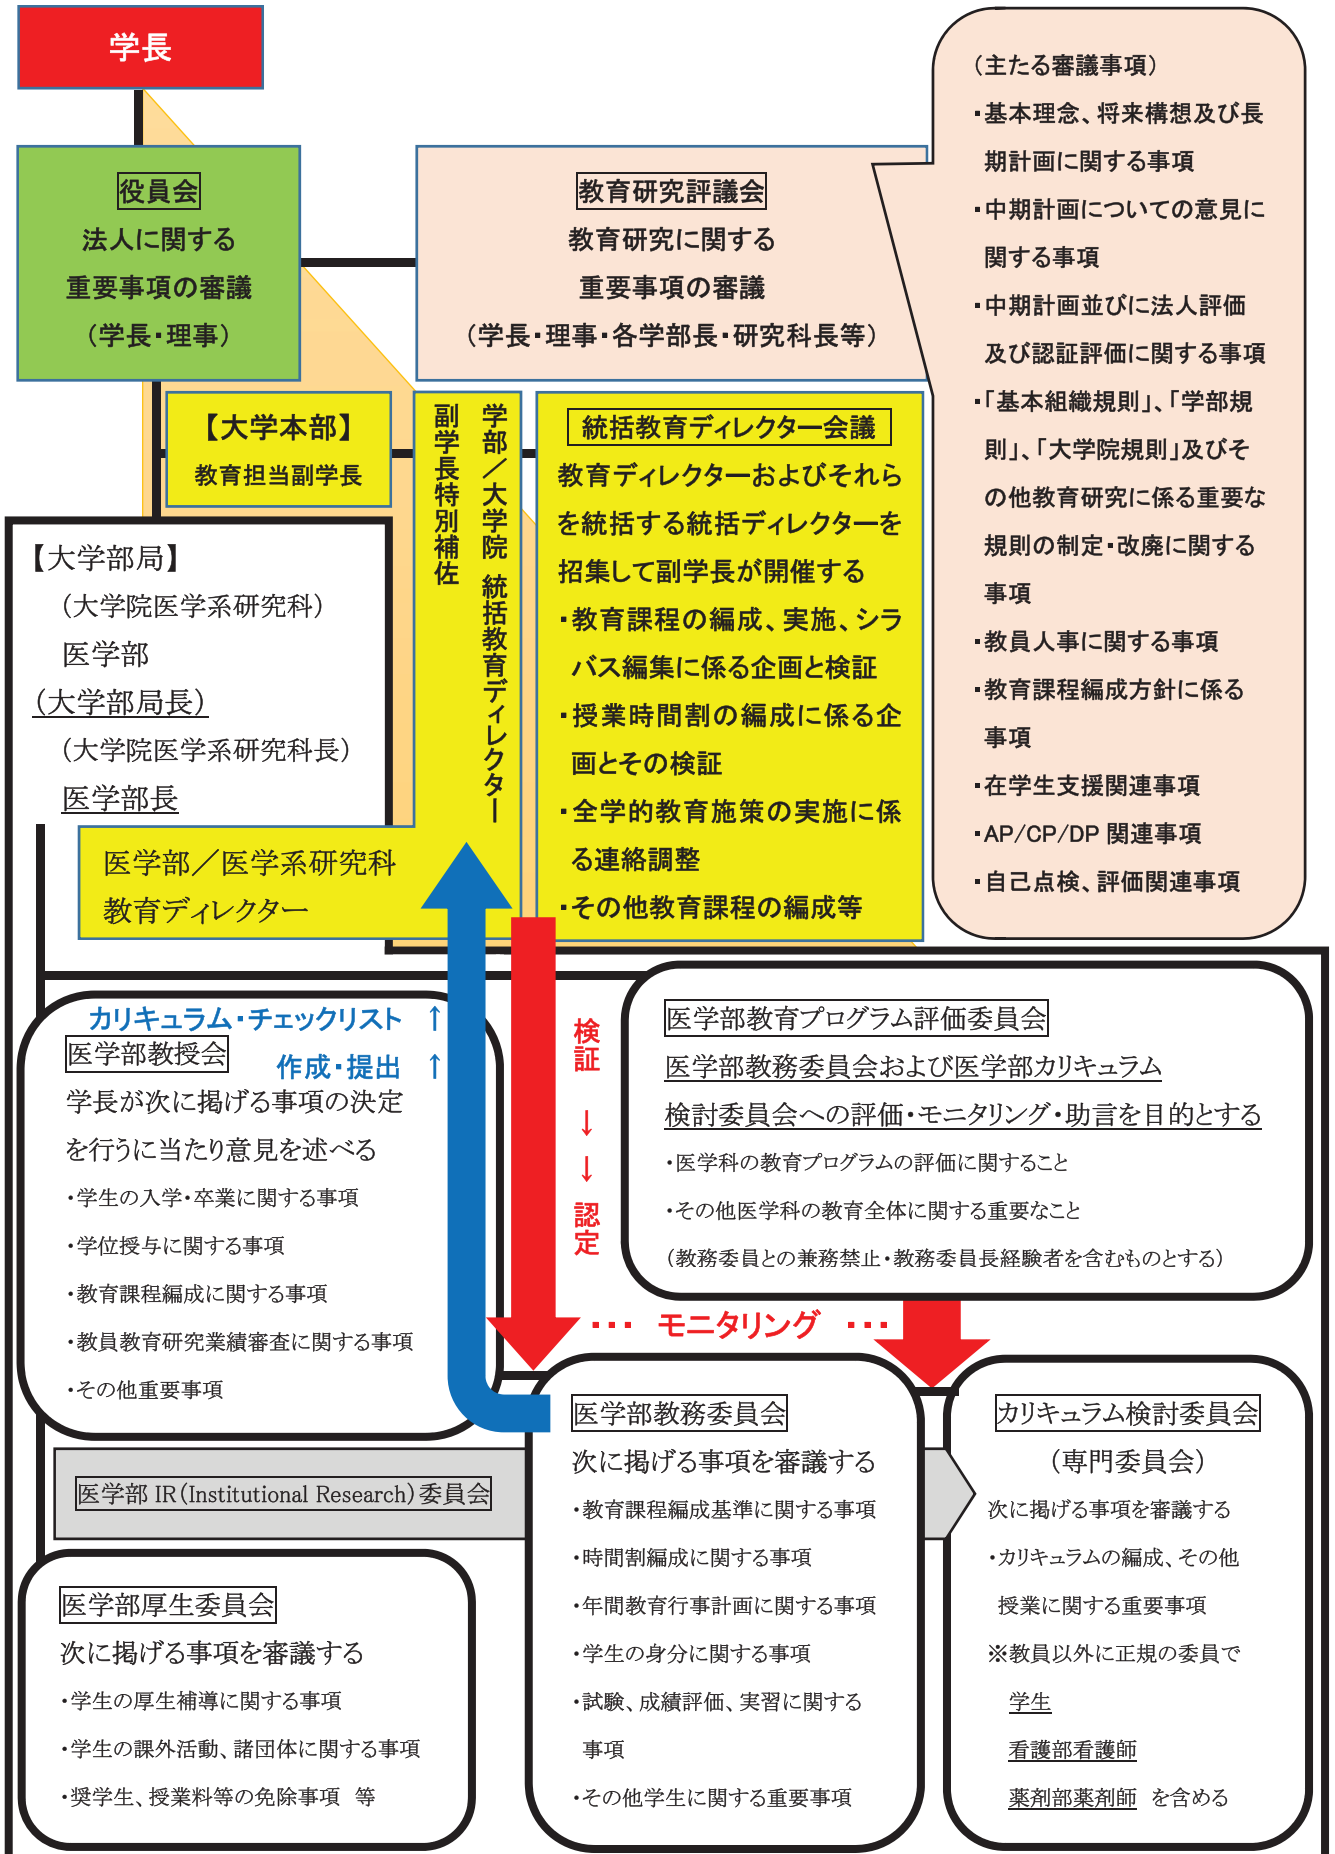 学長
役員会
法人に関する
重要事項の審議
（学長・理事）
教育研究評議会
教育研究に関する
重要事項の審議
（学長・理事・各学部長・研究科長等）
（主たる審議事項）
・基本理念、将来構想及び長
期計画に関する事項
・中期計画についての意見に
関する事項
・中期計画並びに法人評価
及び認証評価に関する事項
・「基本組織規則」、「学部規
則」、「大学院規則」及びそ
の他教育研究に係る重要な
規則の制定・改廃に関する
事項
・教員人事に関する事項
・教育課程編成方針に係る
事項
・在学生支援関連事項
・AP/CP/DP 関連事項
・自己点検、評価関連事項
【大学本部】
教育担当副学長
学部／大学院 統括教育ディレクター
副学長特別補佐
統括教育ディレクター会議
教育ディレクターおよびそれら
を統括する統括ディレクターを
招集して副学長が開催する
・教育課程の編成、実施、シラ
バス編集に係る企画と検証
・授業時間割の編成に係る企
画とその検証
・全学的教育施策の実施に係
る連絡調整
・その他教育課程の編成等
【大学部局】
（大学院医学系研究科）
医学部
（大学部局長）
（大学院医学系研究科長）
医学部長
医学部／医学系研究科
教育ディレクター
カリキュラム・チェックリスト ↑
作成・提出 ↑
医学部教授会
学長が次に掲げる事項の決定
を行うに当たり意見を述べる
・学生の入学・卒業に関する事項
・学位授与に関する事項
・教育課程編成に関する事項
・教員教育研究業績審査に関する事項
・その他重要事項
検証 → → 認定
医学部教育プログラム評価委員会
医学部教務委員会および医学部カリキュラム
検討委員会への評価・モニタリング・助言を目的とする
・医学科の教育プログラムの評価に関すること
・その他医学科の教育全体に関する重要なこと
（教務委員との兼務禁止・教務委員長経験者を含むものとする）
･･･ モニタリング ･･･
医学部 IR（Institutional Research）委員会
医学部厚生委員会
次に掲げる事項を審議する
・学生の厚生補導に関する事項
・学生の課外活動、諸団体に関する事項
・奨学生、授業料等の免除事項 等
医学部教務委員会
次に掲げる事項を審議する
・教育課程編成基準に関する事項
・時間割編成に関する事項
・年間教育行事計画に関する事項
・学生の身分に関する事項
・試験、成績評価、実習に関する
事項
・その他学生に関する重要事項
カリキュラム検討委員会
（専門委員会）
次に掲げる事項を審議する
・カリキュラムの編成、その他
授業に関する重要事項
※教員以外に正規の委員で
学生
看護部看護師
薬剤部薬剤師 を含める